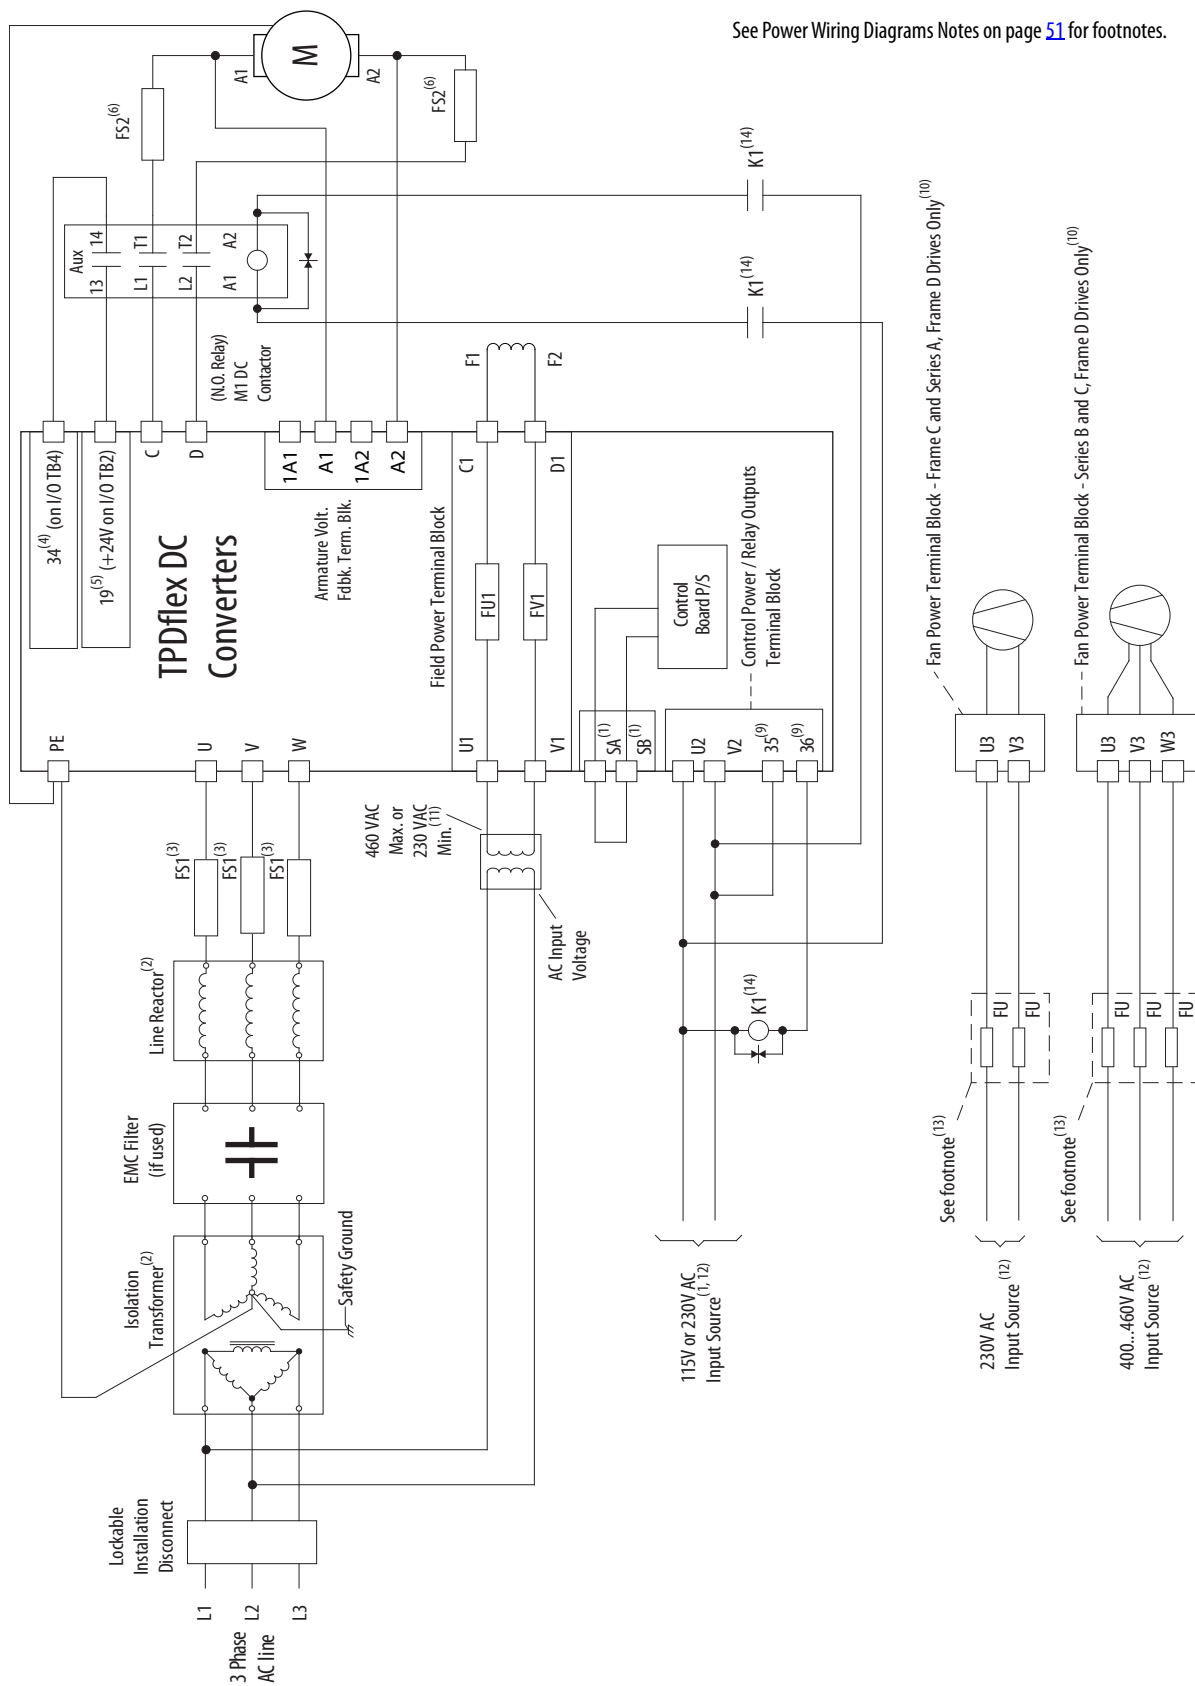 See Power Wiring Diagrams Notes on page 51 for footnotes.
3 Phase
AC line
L1
L2
L3
Lockable
Installation
Disconnect
Isolation
Transformer(2)
Safety Ground
EMC Filter
(if used)
Line Reactor(2)
FS1(3)
FS1(3)
FS1(3)
PE
U
V
W
TPDflex DC
Converters
34(4) (on I/O TB4)
19(5) (+24V on I/O TB2)
C
D
1A1
A1
1A2
A2
Armature Volt.
Fdbk. Term. Blk.
Aux
13
14
L1
T1
L2
T2
A1
A2
(N.O. Relay)
M1 DC
Contactor
FS2(6)
A1
M
A2
FS2(6)
Field Power Terminal Block
U1
V1
FU1
FV1
C1
D1
F1
F2
460 VAC
Max. or
230 VAC
Min.(11)
AC Input
Voltage
SA(1)
SB(1)
Control
Board P/S
U2
V2
35(9)
36(9)
Control Power / Relay Outputs
Terminal Block
K1(14)
K1(14)
K1(14)
115V or 230V AC
Input Source(1, 12)
230V AC
Input Source(12)
See footnote(13)
FU
FU
U3
V3
Fan Power Terminal Block - Frame C and Series A, Frame D Drives Only(10)
400...460V AC
Input Source(12)
See footnote(13)
FU
FU
FU
U3
V3
W3
Fan Power Terminal Block - Series B and C, Frame D Drives Only(10)